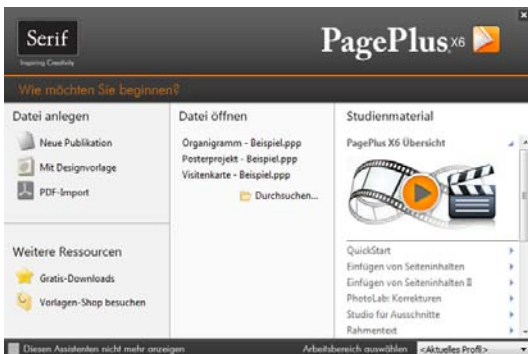 Serif
Inspiring Creativity
PagePlus X6
Wie möchten Sie beginnen?
Datei anlegen
Neue Publikation
Mit Designvorlage
PDF-Import
Weitere Ressourcen
Gratis-Downloads
Vorlagen-Shop besuchen
Datei öffnen
Organigramm - Beispiel.ppp
Posterprojekt - Beispiel.ppp
Visitenkarte - Beispiel.ppp
Durchsuchen...
Studienmaterial
PagePlus X6 Übersicht
QuickStart
Einfügen von Seiteninhalten
Einfügen von Seiteninhalten II
PhotoLab: Korrekturen
Studio für Ausschnitte
Rahmentext
Diesen Assistenten nicht mehr anzeigen
Arbeitsbereich auswählen <Aktuelles Profil>